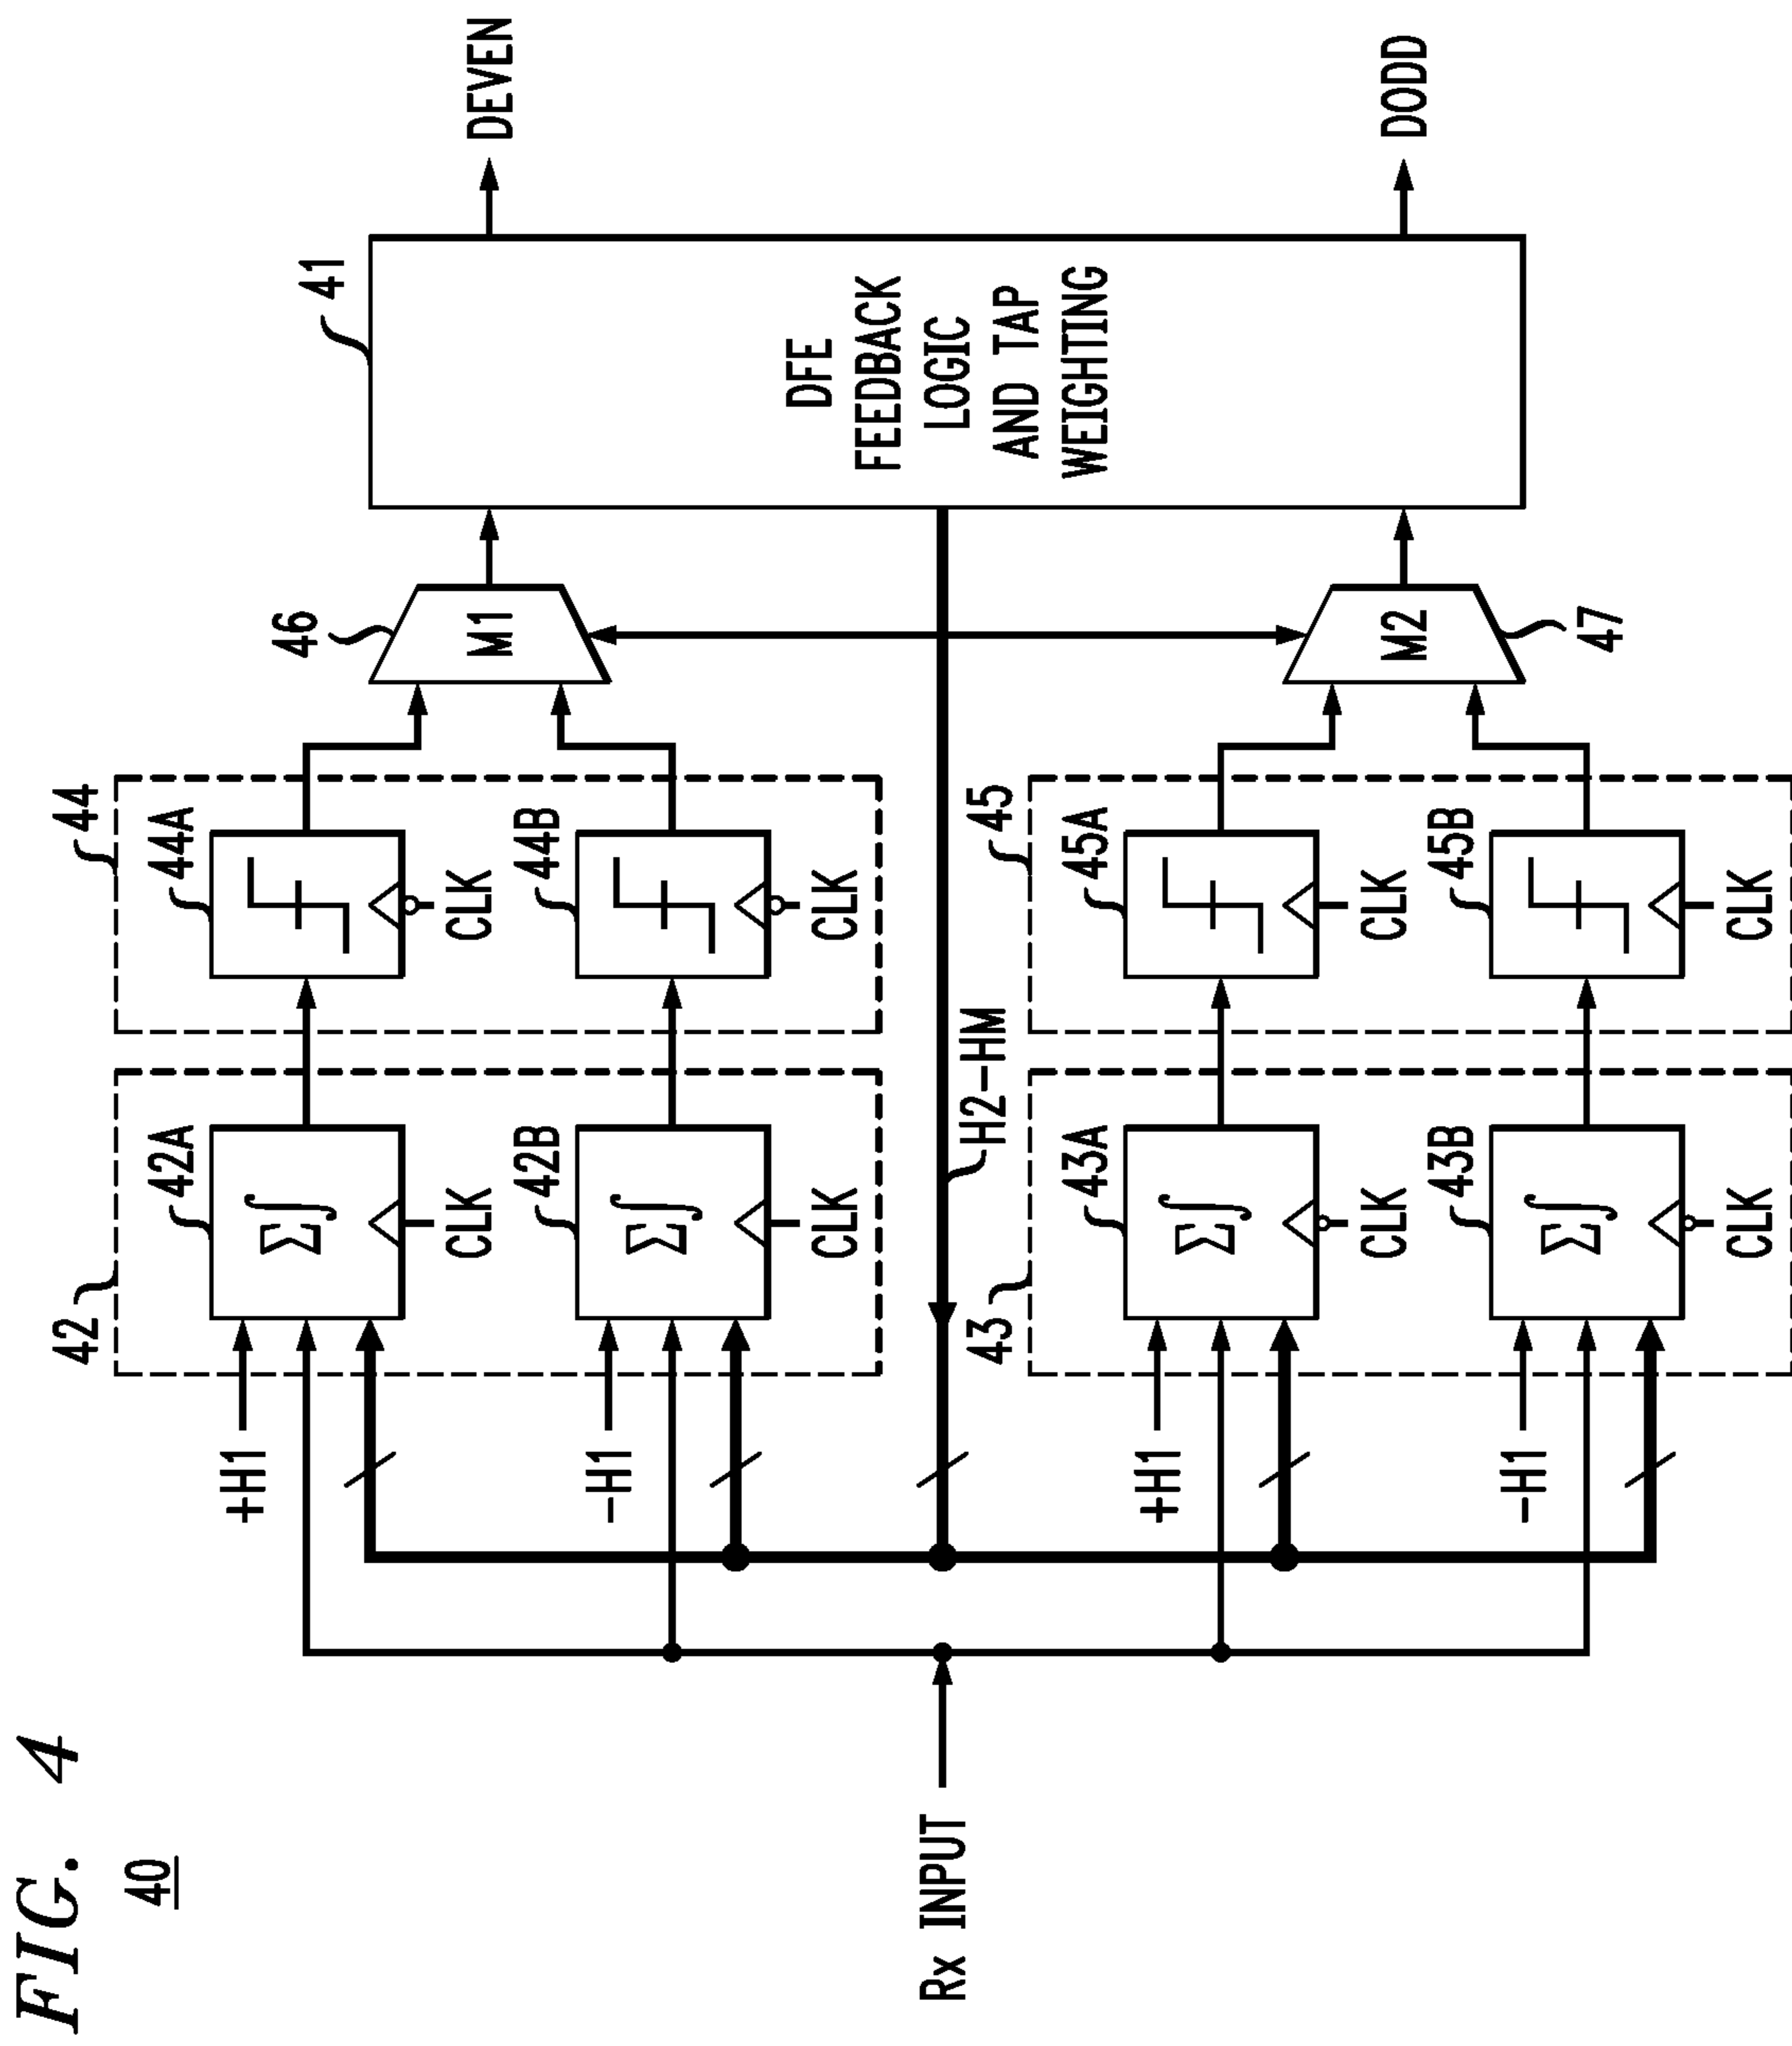 FIG. 4
40
42
44
42A
44A
+H1
Σ∫
CLK
CLK
46
M1
41
DEVEN
42B
44B
-H1
Σ∫
CLK
CLK
DFE
FEEDBACK
LOGIC
AND TAP
WEIGHTING
Rx INPUT
H2-HM
43
45
43A
45A
+H1
Σ∫
CLK
CLK
M2
47
DODD
43B
45B
-H1
Σ∫
CLK
CLK